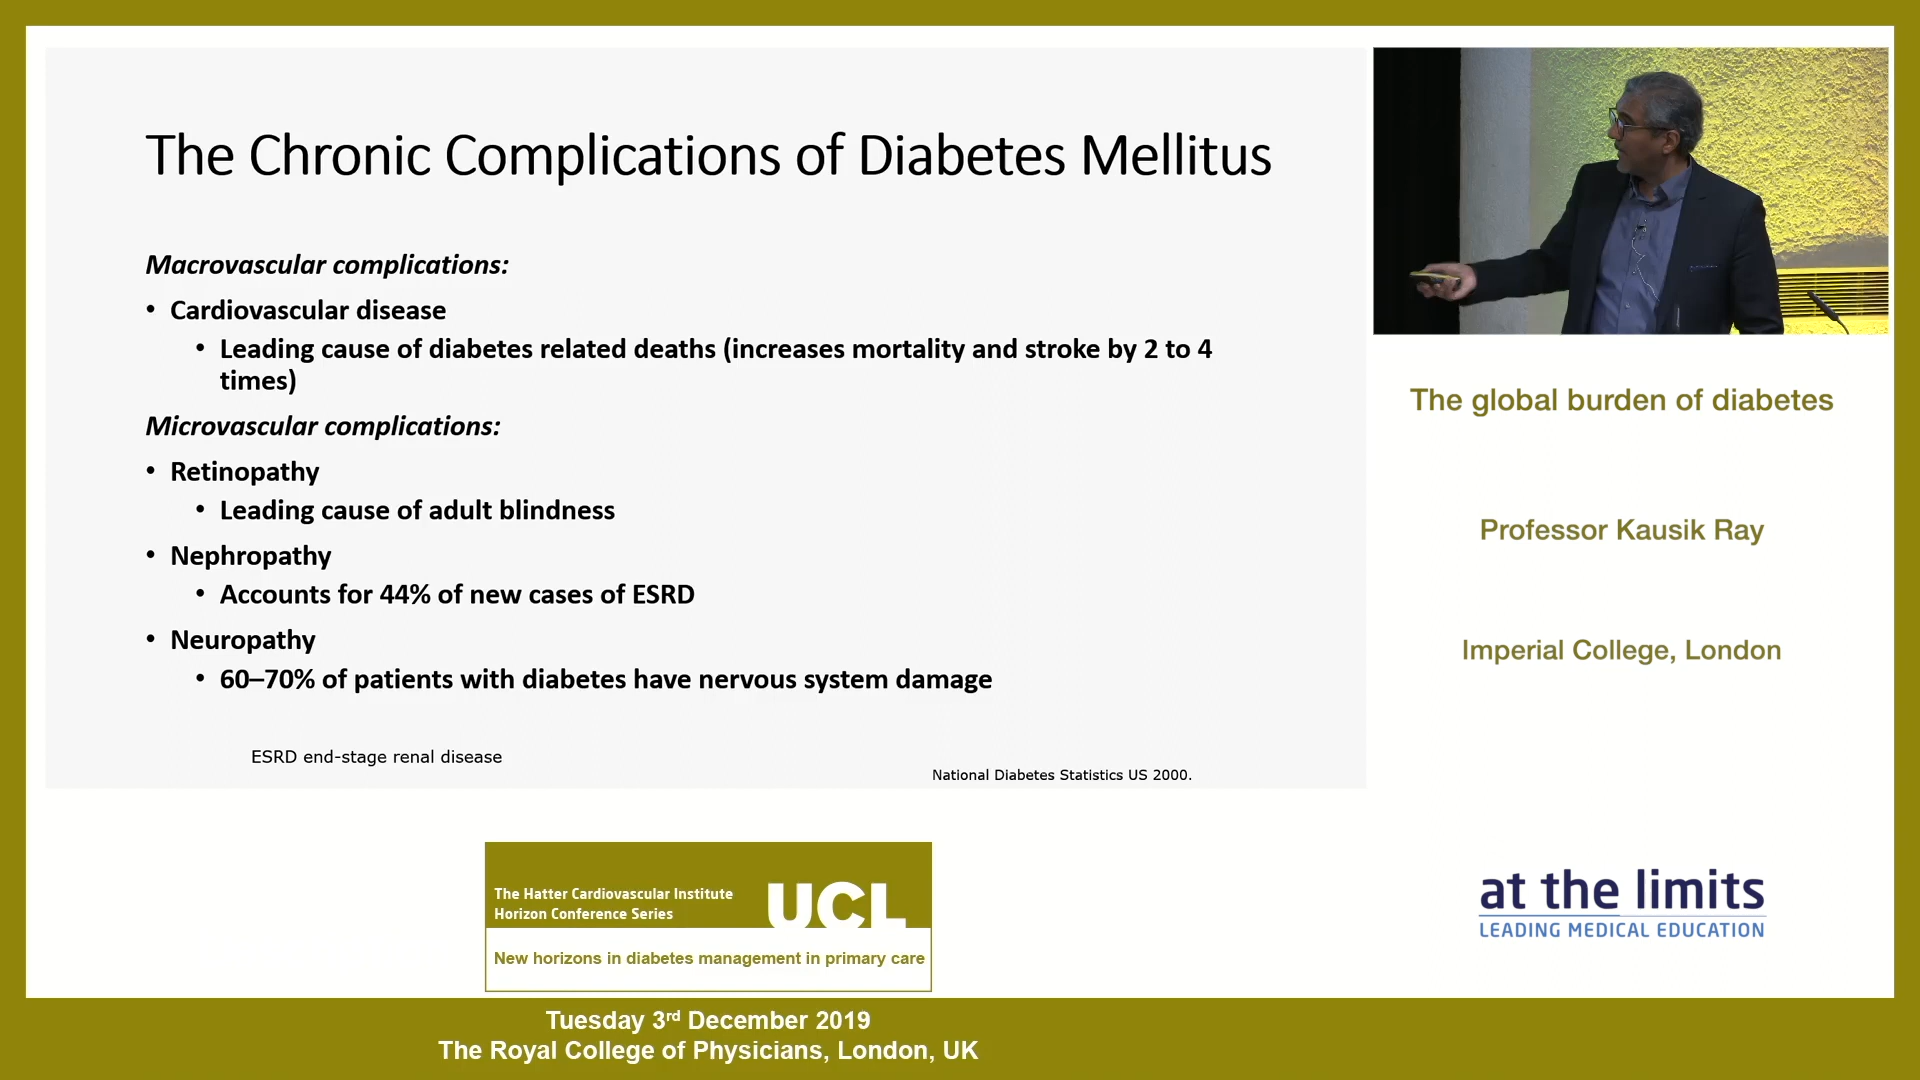 The Chronic Complications of Diabetes Mellitus
Macrovascular complications:
• Cardiovascular disease
• Leading cause of diabetes related deaths (increases mortality and stroke by 2 to 4
times)
Microvascular complications:
• Retinopathy
• Leading cause of adult blindness
• Nephropathy
• Accounts for 44% of new cases of ESRD
• Neuropathy
• 60–70% of patients with diabetes have nervous system damage
ESRD end-stage renal disease
National Diabetes Statistics US 2000.
The global burden of diabetes
Professor Kausik Ray
Imperial College, London
The Hatter Cardiovascular Institute
Horizon Conference Series
UCL
New horizons in diabetes management in primary care
at the limits
LEADING MEDICAL EDUCATION
Tuesday 3rd December 2019
The Royal College of Physicians, London, UK